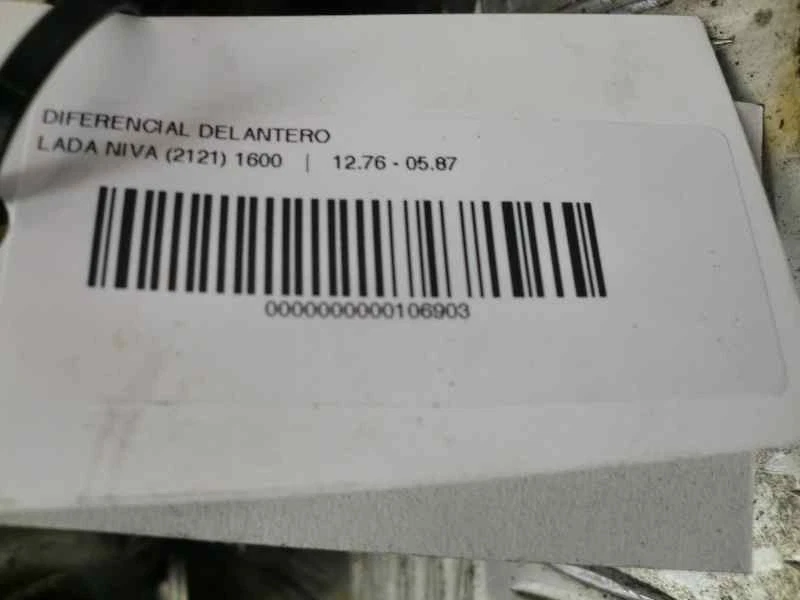 DIFERENCIAL DELANTERO
LADA NIVA (2121) 1600 | 12.76 - 05.87
0000000000106903